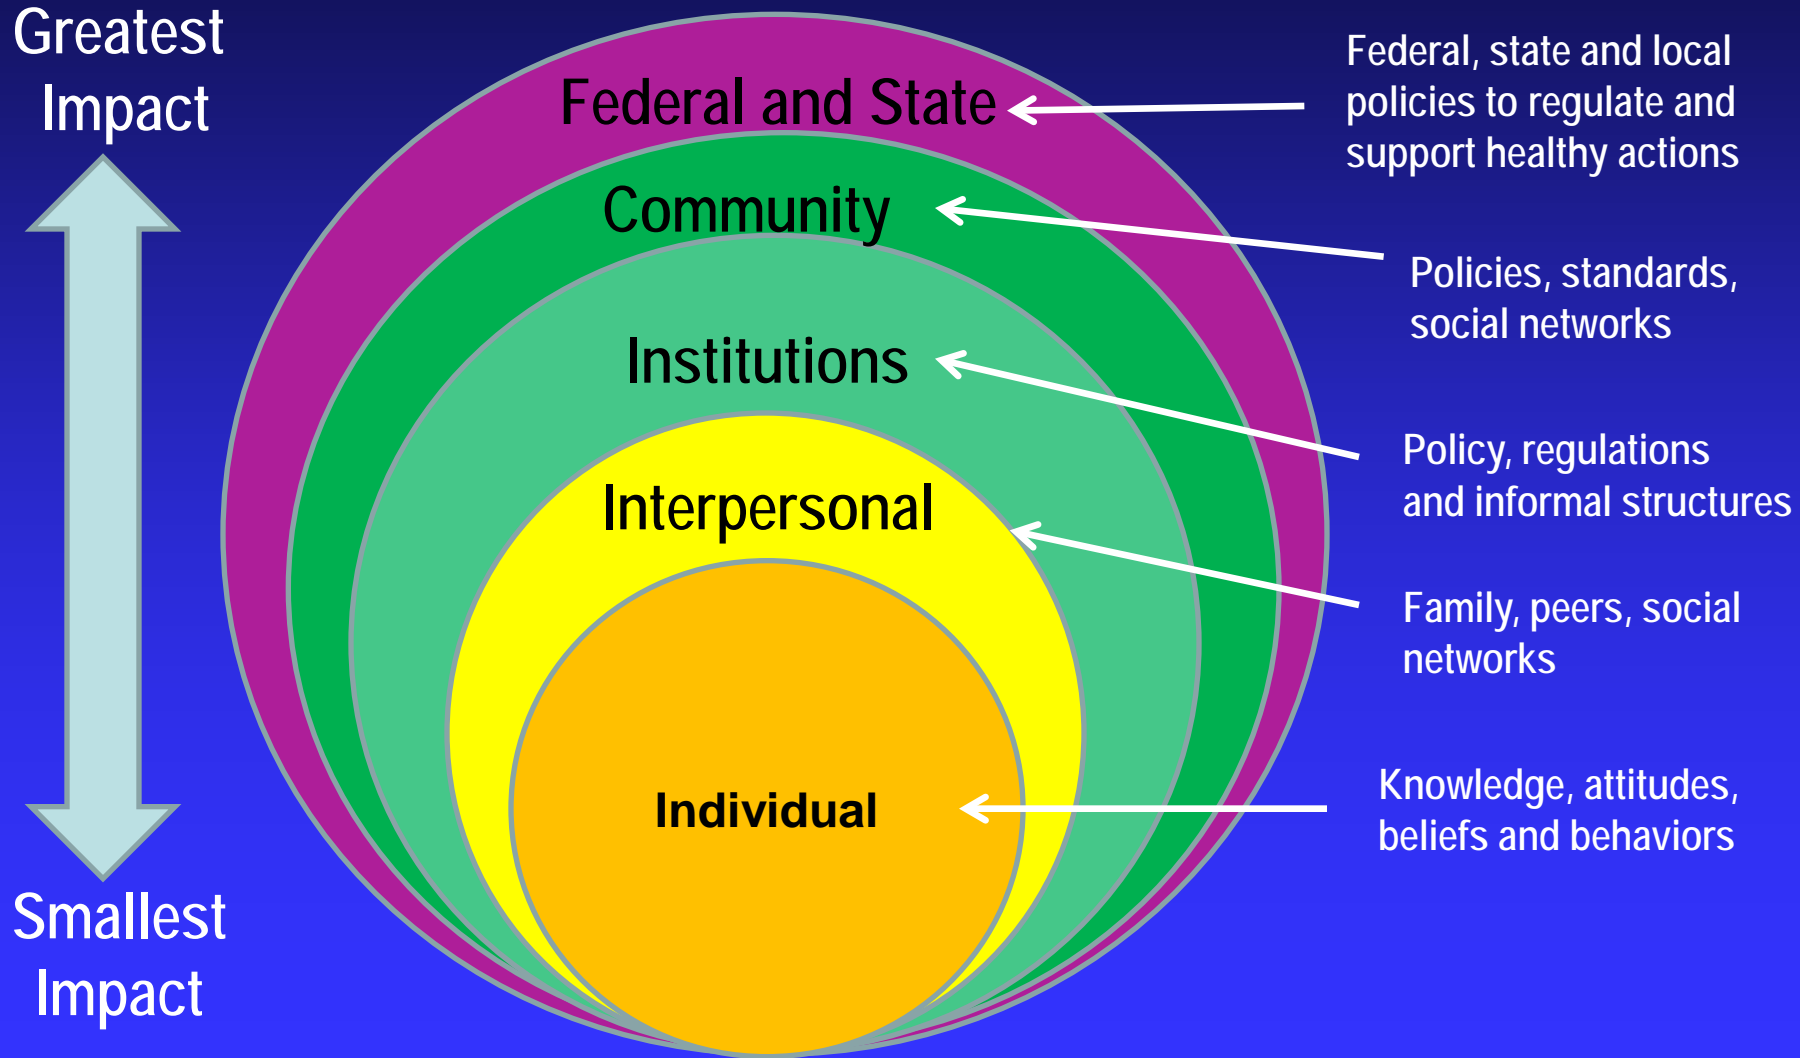 Greatest
Impact
Federal and State
Federal, state and local
policies to regulate and
support healthy actions
Community
Policies, standards,
social networks
Institutions
Policy, regulations
and informal structures
Interpersonal
Family, peers, social
networks
Individual
Knowledge, attitudes,
beliefs and behaviors
Smallest
Impact